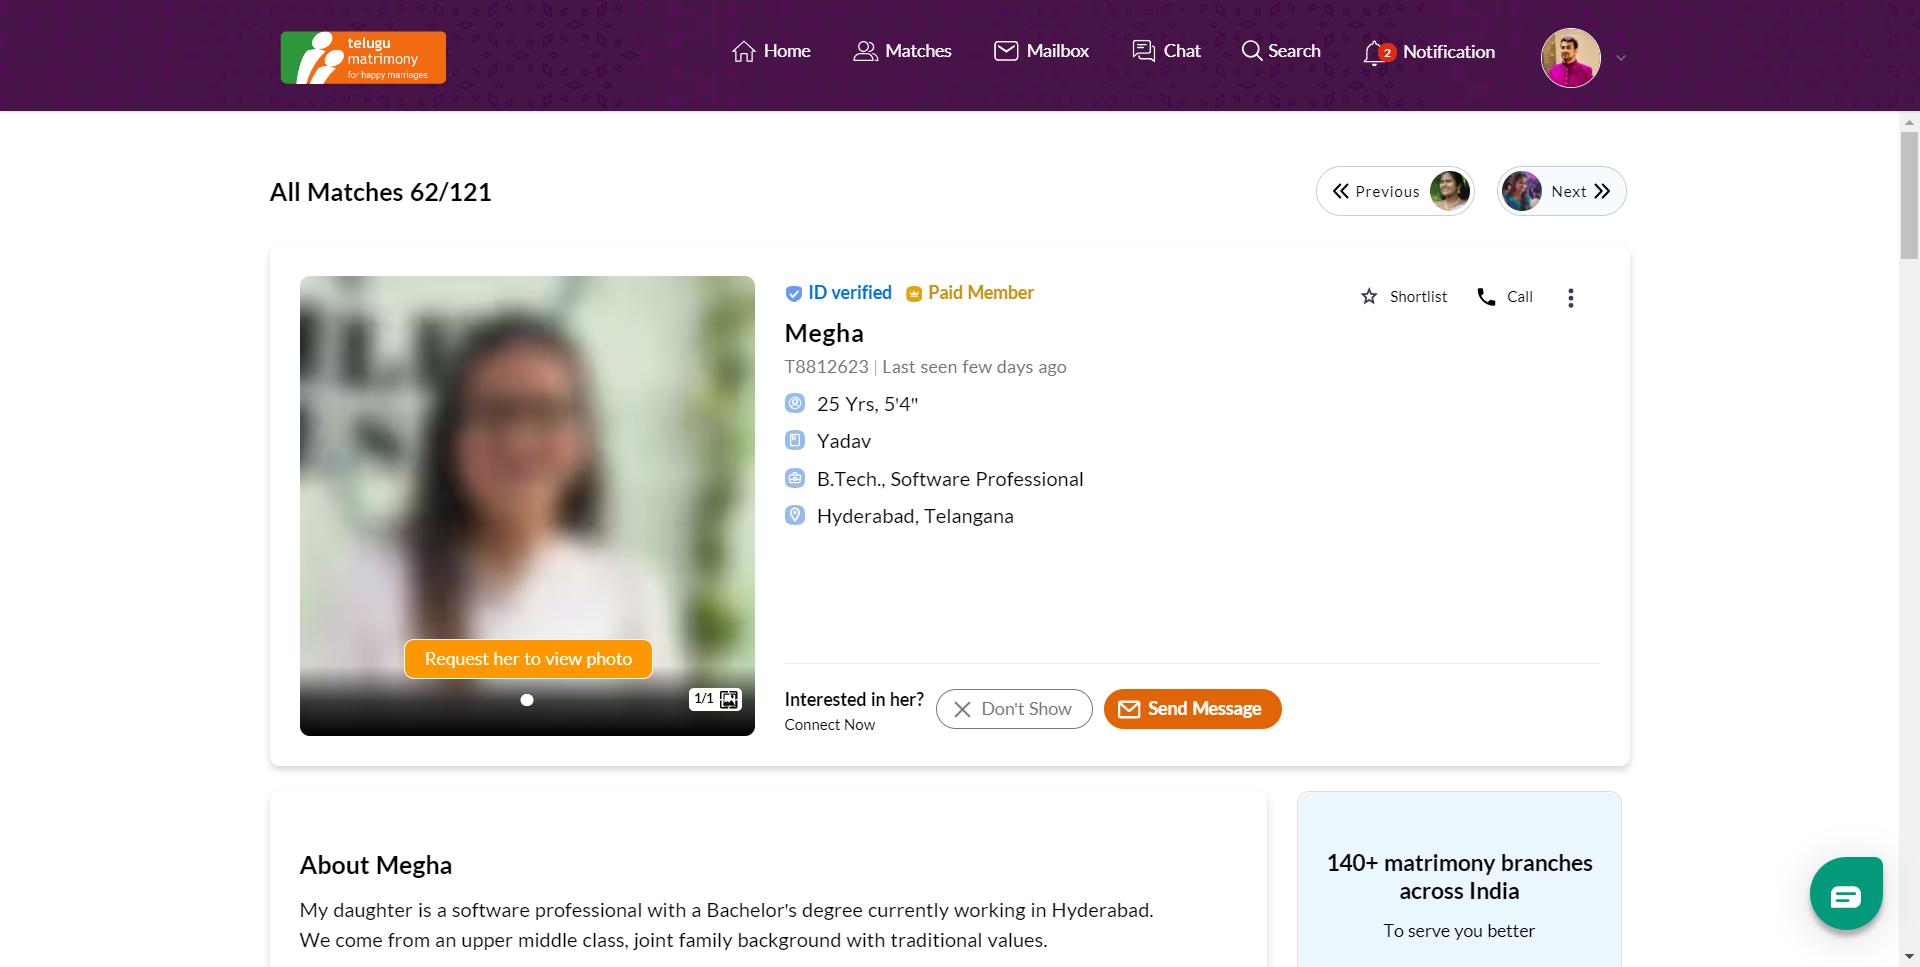 telugu
matrimony
for happy marriages
Home
Matches
Mailbox
Chat
Search
2
Notification
All Matches 62/121
Previous
Next
ID verified
Paid Member
Shortlist
Call
Megha
T8812623 | Last seen few days ago
25 Yrs, 5'4"
Yadav
B.Tech., Software Professional
Hyderabad, Telangana
Request her to view photo
1/1
Interested in her?
Connect Now
Don't Show
Send Message
About Megha
My daughter is a software professional with a Bachelor's degree currently working in Hyderabad.
We come from an upper middle class, joint family background with traditional values.
140+ matrimony branches
across India
To serve you better